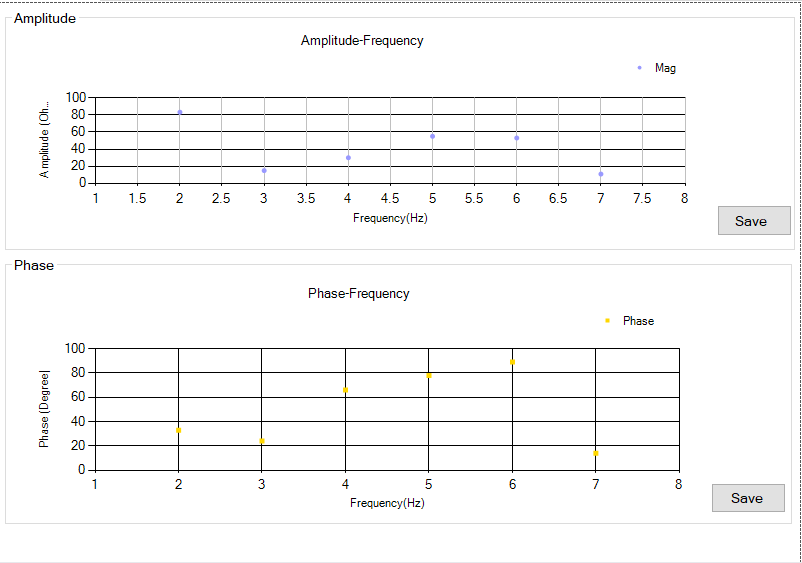 Amplitude
Amplitude-Frequency
Mag
Amplitude (Oh...
100
80
60
40
20
0
1 1.5 2 2.5 3 3.5 4 4.5 5 5.5 6 6.5 7 7.5 8
Frequency(Hz)
Save
Phase
Phase-Frequency
Phase
Phase (Degree)
100
80
60
40
20
0
1 2 3 4 5 6 7 8
Frequency(Hz)
Save